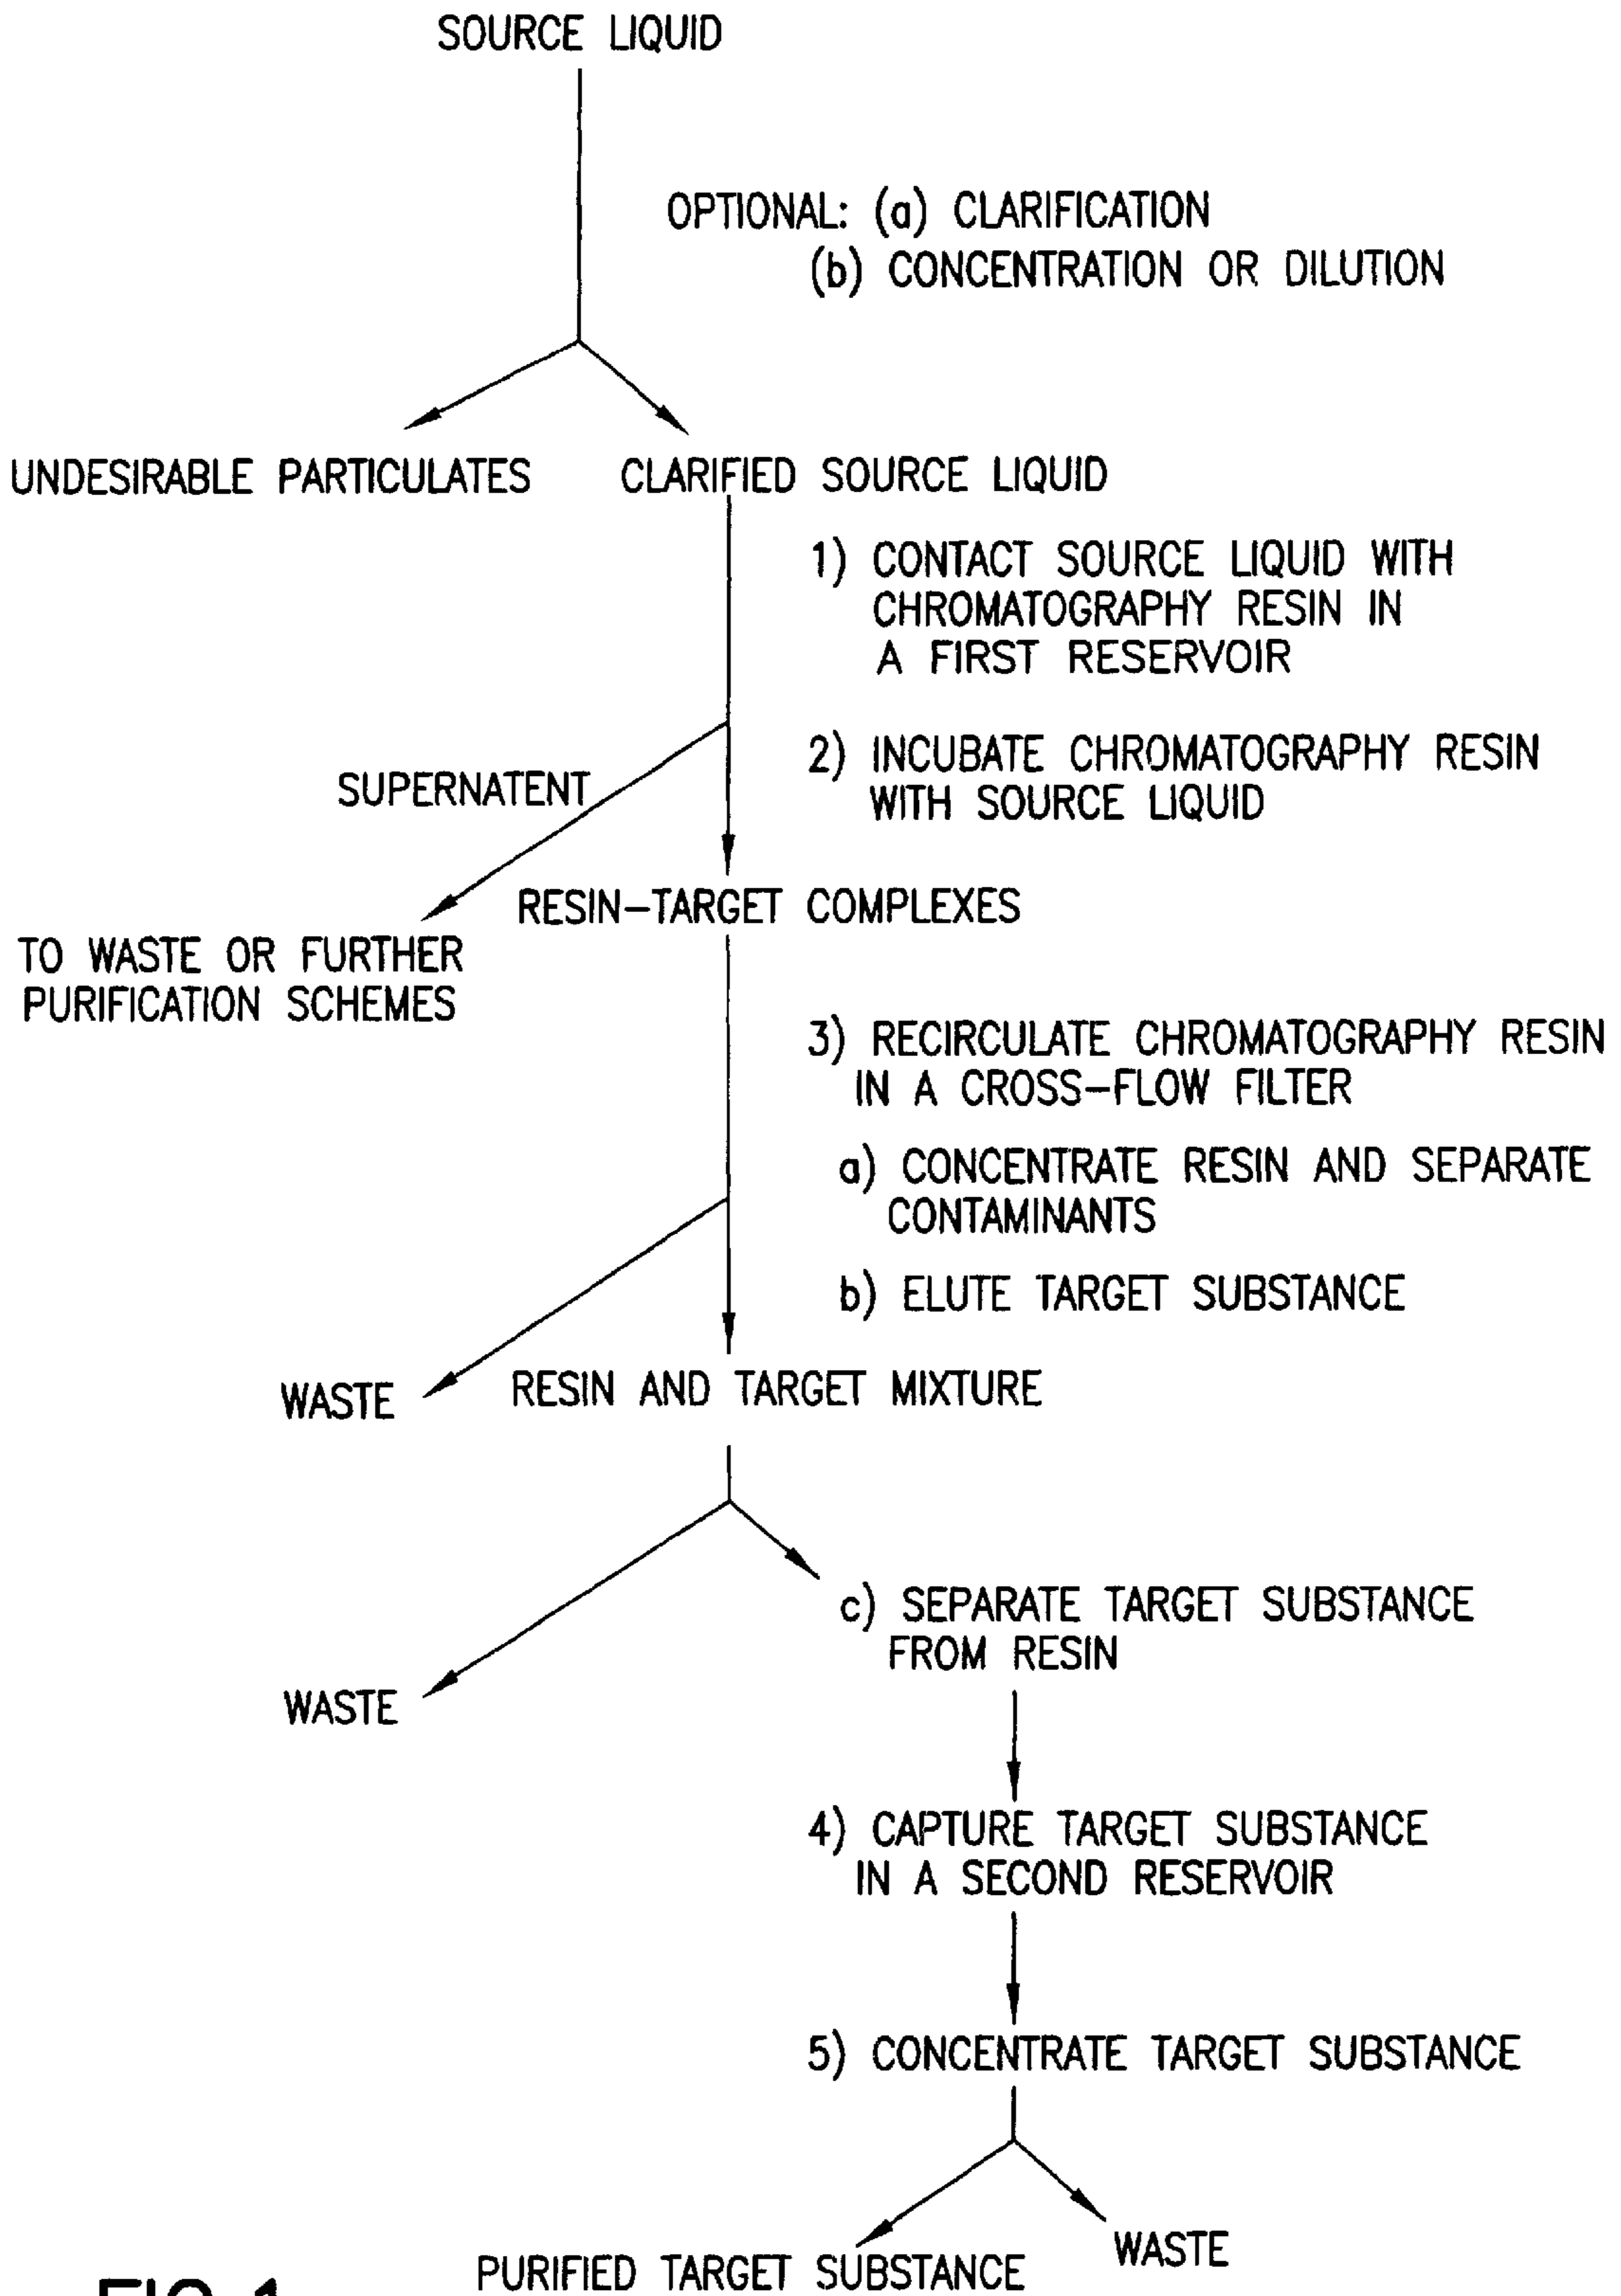 SOURCE LIQUID
OPTIONAL: (a) CLARIFICATION
(b) CONCENTRATION OR DILUTION
UNDESIRABLE PARTICULATES
CLARIFIED SOURCE LIQUID
1) CONTACT SOURCE LIQUID WITH
CHROMATOGRAPHY RESIN IN
A FIRST RESERVOIR
2) INCUBATE CHROMATOGRAPHY RESIN
WITH SOURCE LIQUID
SUPERNATENT
RESIN-TARGET COMPLEXES
TO WASTE OR FURTHER
PURIFICATION SCHEMES
3) RECIRCULATE CHROMATOGRAPHY RESIN
IN A CROSS-FLOW FILTER
a) CONCENTRATE RESIN AND SEPARATE
CONTAMINANTS
b) ELUTE TARGET SUBSTANCE
WASTE
RESIN AND TARGET MIXTURE
c) SEPARATE TARGET SUBSTANCE
FROM RESIN
WASTE
4) CAPTURE TARGET SUBSTANCE
IN A SECOND RESERVOIR
5) CONCENTRATE TARGET SUBSTANCE
WASTE
PURIFIED TARGET SUBSTANCE
FIG. 1